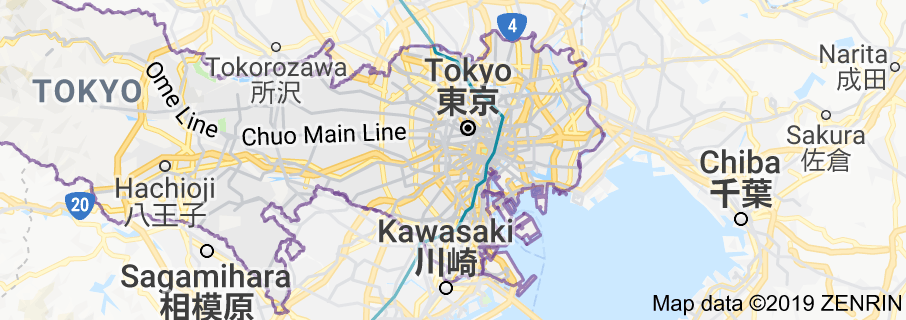 4
Tokorozawa
所沢
Tokyo
東京
Narita
成田
TOKYO
Ome Line
Chuo Main Line
Sakura
佐倉
Chiba
千葉
Hachioji
八王子
20
Kawasaki
川崎
Sagamihara
相模原
Map data ©2019 ZENRIN